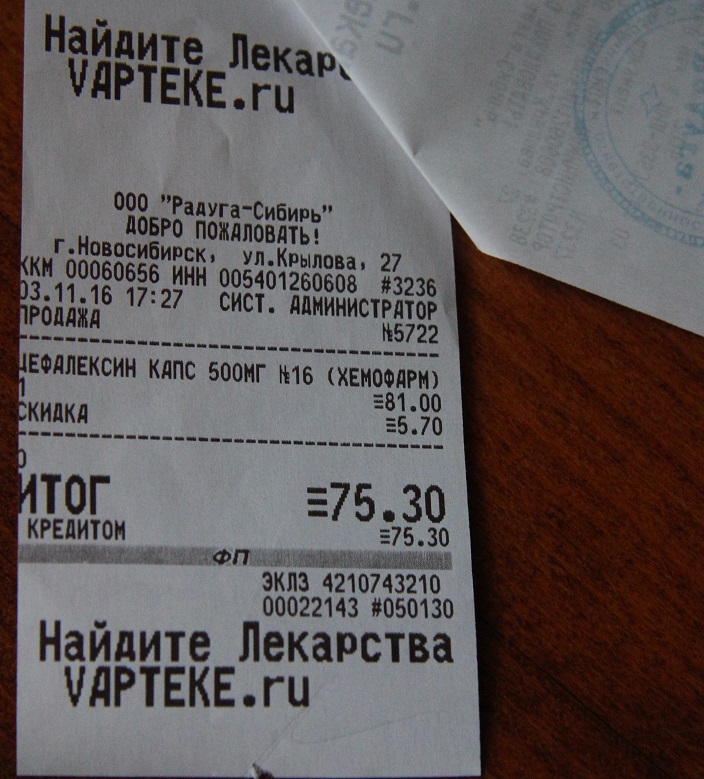 Найдите Лекарс
VAPTEKE.ru
ООО "Радуга-Сибирь"
ДОБРО ПОЖАЛОВАТЬ!
г.Новосибирск, ул.Крылова, 27
ККМ 00060656 ИНН 005401260608 #3236
03.11.16 17:27 СИСТ. АДМИНИСТРАТОР
ПРОДАЖА №5722
ЦЕФАЛЕКСИН КАПС 500МГ №16 (ХЕМОФАРМ)
1 ≡81.00
СКИДКА ≡5.70
ИТОГ ≡75.30
КРЕДИТОМ ≡75.30
ФП
ЭКЛЗ 4210743210
00022143 #050130
Найдите Лекарства
VAPTEKE.ru